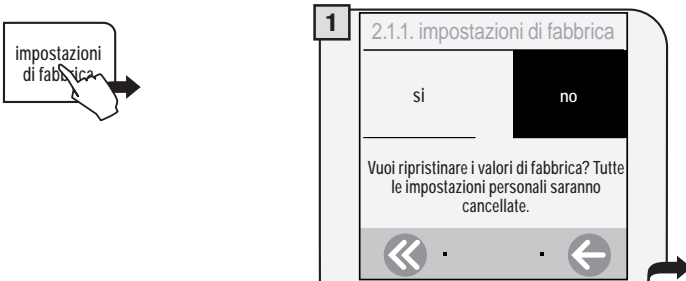 impostazioni
di fabbrica
1
2.1.1. impostazioni di fabbrica
si
no
Vuoi ripristinare i valori di fabbrica? Tutte
le impostazioni personali saranno
cancellate.